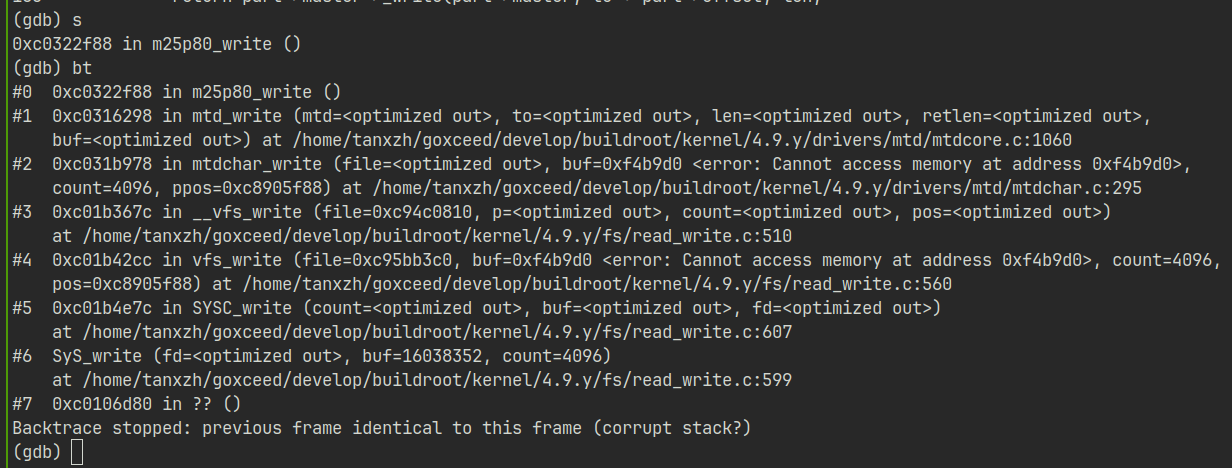 (gdb) s
0xc0322f88 in m25p80_write ()
(gdb) bt
#0  0xc0322f88 in m25p80_write ()
#1  0xc0316298 in mtd_write (mtd=<optimized out>, to=<optimized out>, len=<optimized out>, retlen=<optimized out>,
    buf=<optimized out>) at /home/tanxzh/goxceed/develop/buildroot/kernel/4.9.y/drivers/mtd/mtdcore.c:1060
#2  0xc031b978 in mtdchar_write (file=<optimized out>, buf=0xf4b9d0 <error: Cannot access memory at address 0xf4b9d0>,
    count=4096, ppos=0xc8905f88) at /home/tanxzh/goxceed/develop/buildroot/kernel/4.9.y/drivers/mtd/mtdchar.c:295
#3  0xc01b367c in __vfs_write (file=0xc94c0810, p=<optimized out>, count=<optimized out>, pos=<optimized out>)
    at /home/tanxzh/goxceed/develop/buildroot/kernel/4.9.y/fs/read_write.c:510
#4  0xc01b42cc in vfs_write (file=0xc95bb3c0, buf=0xf4b9d0 <error: Cannot access memory at address 0xf4b9d0>, count=4096,
    pos=0xc8905f88) at /home/tanxzh/goxceed/develop/buildroot/kernel/4.9.y/fs/read_write.c:560
#5  0xc01b4e7c in SYSC_write (count=<optimized out>, buf=<optimized out>, fd=<optimized out>)
    at /home/tanxzh/goxceed/develop/buildroot/kernel/4.9.y/fs/read_write.c:607
#6  SyS_write (fd=<optimized out>, buf=16038352, count=4096)
    at /home/tanxzh/goxceed/develop/buildroot/kernel/4.9.y/fs/read_write.c:599
#7  0xc0106d80 in ?? ()
Backtrace stopped: previous frame identical to this frame (corrupt stack?)
(gdb)